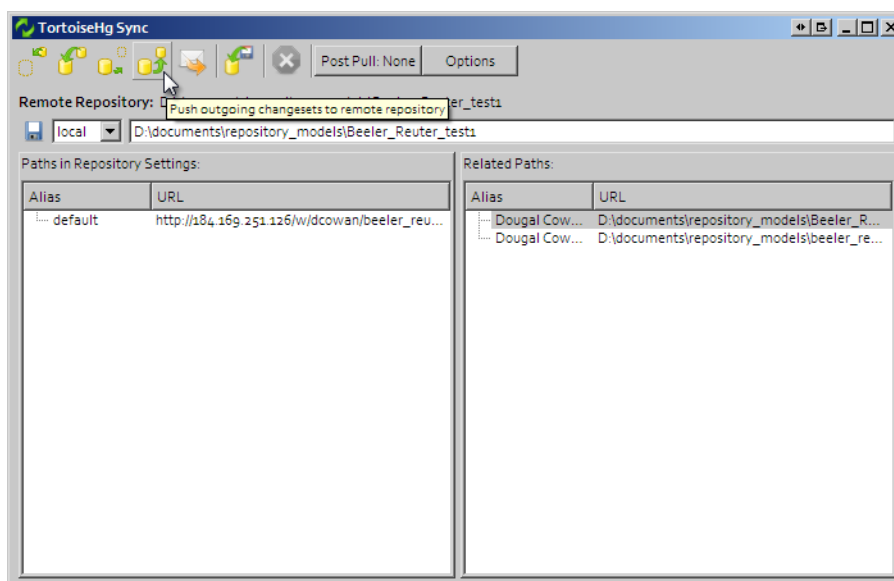 TortoiseHg Sync
Post Pull: None Options
Remote Repository: er_test1
Push outgoing changesets to remote repository
local D:\documents\repository_models\Beeler_Reuter_test1
Paths in Repository Settings: Related Paths:
Alias URL Alias URL
default http://184.169.251.126/w/dcowan/beeler_reu... Dougal Cow... D:\documents\repository_models\Beeler_R...
Dougal Cow... D:\documents\repository_models\beeler_re...